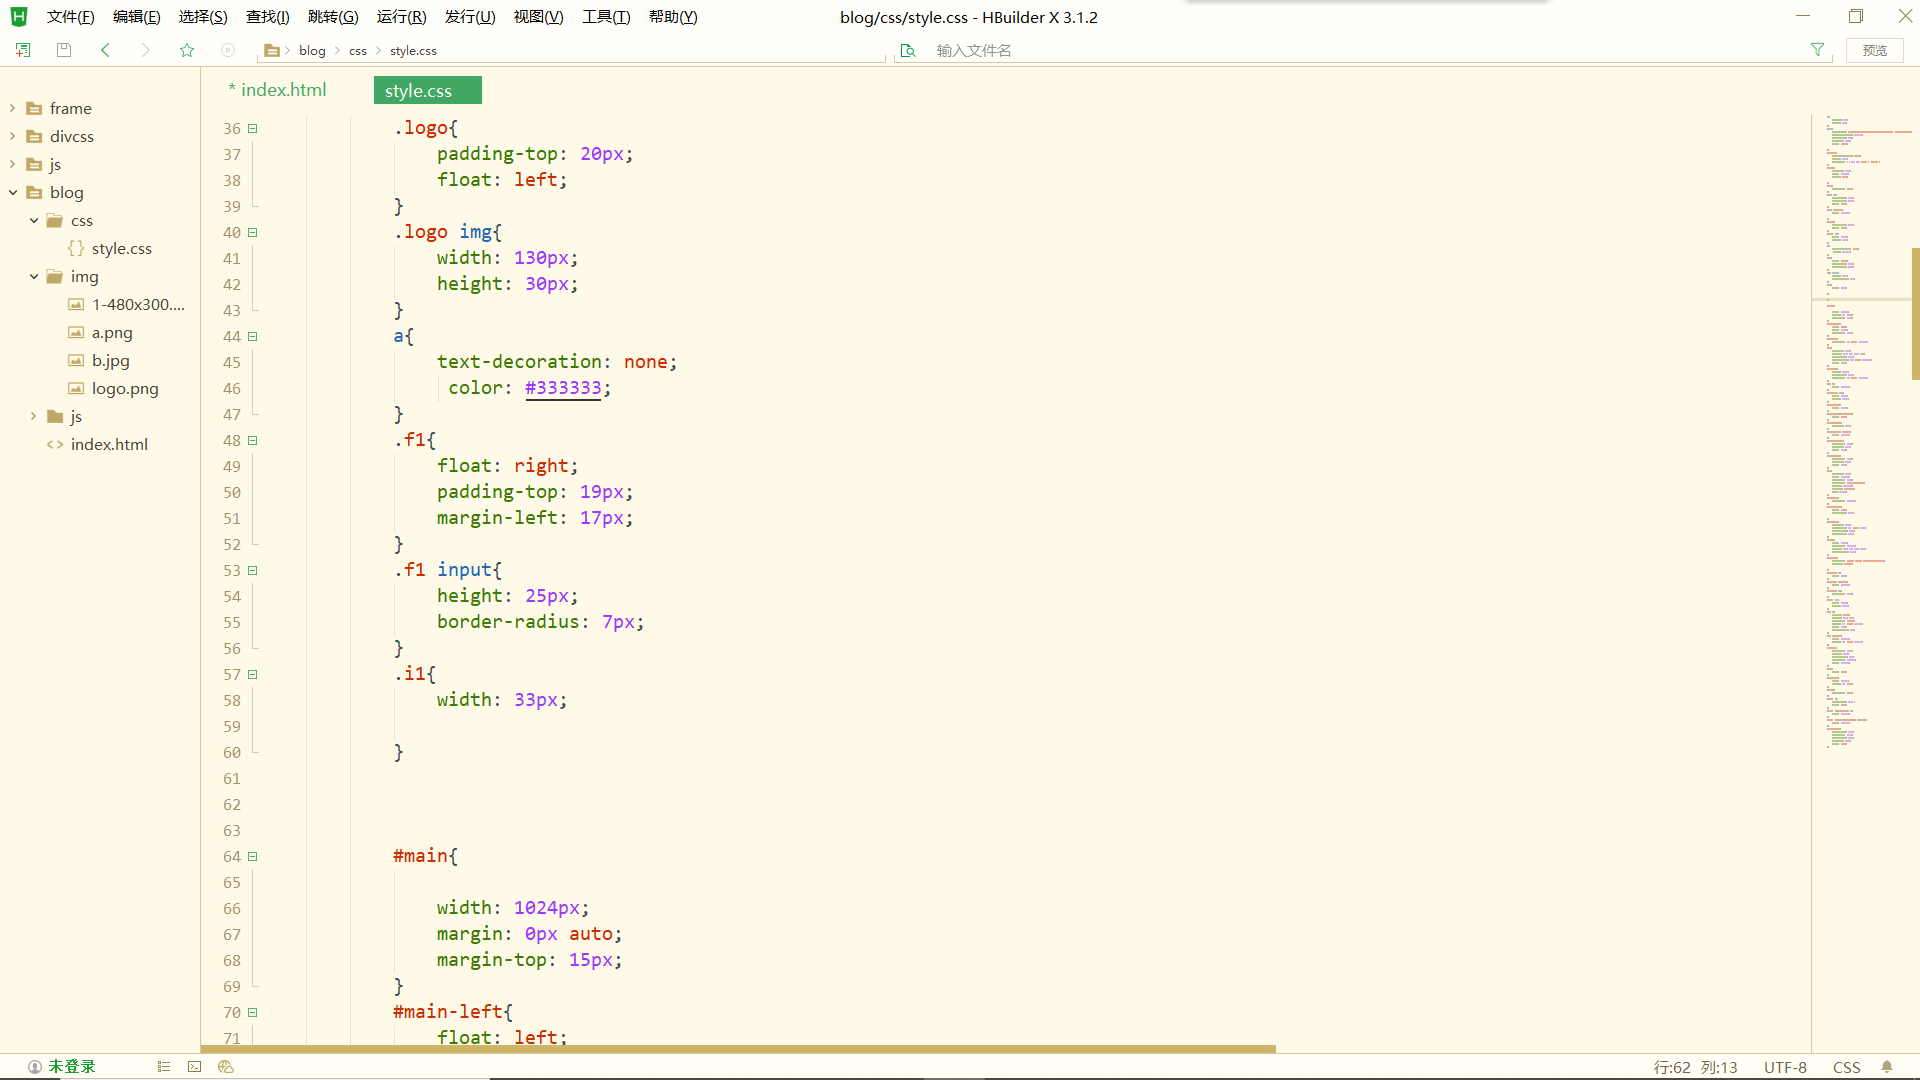 文件(F) 编辑(E) 选择(S) 查找(I) 跳转(G) 运行(R) 发行(U) 视图(V) 工具(T) 帮助(Y) blog/css/style.css - HBuilder X 3.1.2
blog css style.css 输入文件名 预览
* index.html style.css
frame
divcss
js
blog
css
style.css
img
1-480x300....
a.png
b.jpg
logo.png
js
index.html
36 .logo{
37 padding-top: 20px;
38 float: left;
39 }
40 .logo img{
41 width: 130px;
42 height: 30px;
43 }
44 a{
45 text-decoration: none;
46 color: #333333;
47 }
48 .f1{
49 float: right;
50 padding-top: 19px;
51 margin-left: 17px;
52 }
53 .f1 input{
54 height: 25px;
55 border-radius: 7px;
56 }
57 .i1{
58 width: 33px;
59
60 }
61
62
63
64 #main{
65
66 width: 1024px;
67 margin: 0px auto;
68 margin-top: 15px;
69 }
70 #main-left{
71 float: left;
未登录 行:62 列:13 UTF-8 CSS